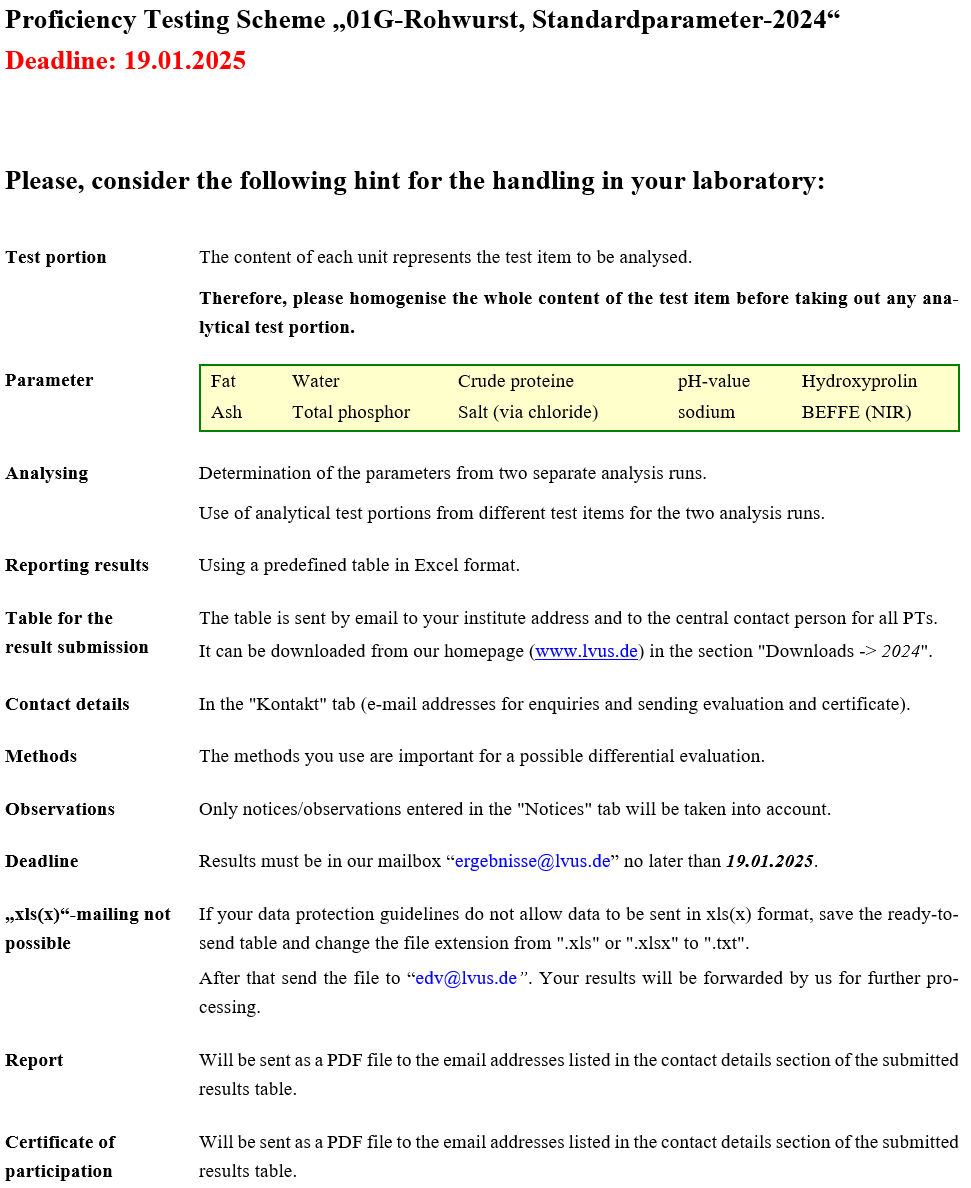 Proficiency Testing Scheme „01G-Rohwurst, Standardparameter-2024“
Deadline: 19.01.2025
Please, consider the following hint for the handling in your laboratory:
Test portion The content of each unit represents the test item to be analysed.
Therefore, please homogenise the whole content of the test item before taking out any ana-
lytical test portion.
Parameter Fat Water Crude proteine pH-value Hydroxyprolin
Ash Total phosphor Salt (via chloride) sodium BEFFE (NIR)
Analysing Determination of the parameters from two separate analysis runs.
Use of analytical test portions from different test items for the two analysis runs.
Reporting results Using a predefined table in Excel format.
Table for the The table is sent by email to your institute address and to the central contact person for all PTs.
result submission It can be downloaded from our homepage (www.lvus.de) in the section "Downloads -> 2024".
Contact details In the "Kontakt" tab (e-mail addresses for enquiries and sending evaluation and certificate).
Methods The methods you use are important for a possible differential evaluation.
Observations Only notices/observations entered in the "Notices" tab will be taken into account.
Deadline Results must be in our mailbox “ergebnisse@lvus.de” no later than 19.01.2025.
„xls(x)“-mailing not If your data protection guidelines do not allow data to be sent in xls(x) format, save the ready-to-
possible send table and change the file extension from ".xls" or ".xlsx" to ".txt".
After that send the file to “edv@lvus.de”. Your results will be forwarded by us for further pro-
cessing.
Report Will be sent as a PDF file to the email addresses listed in the contact details section of the submitted
results table.
Certificate of Will be sent as a PDF file to the email addresses listed in the contact details section of the submitted
participation results table.